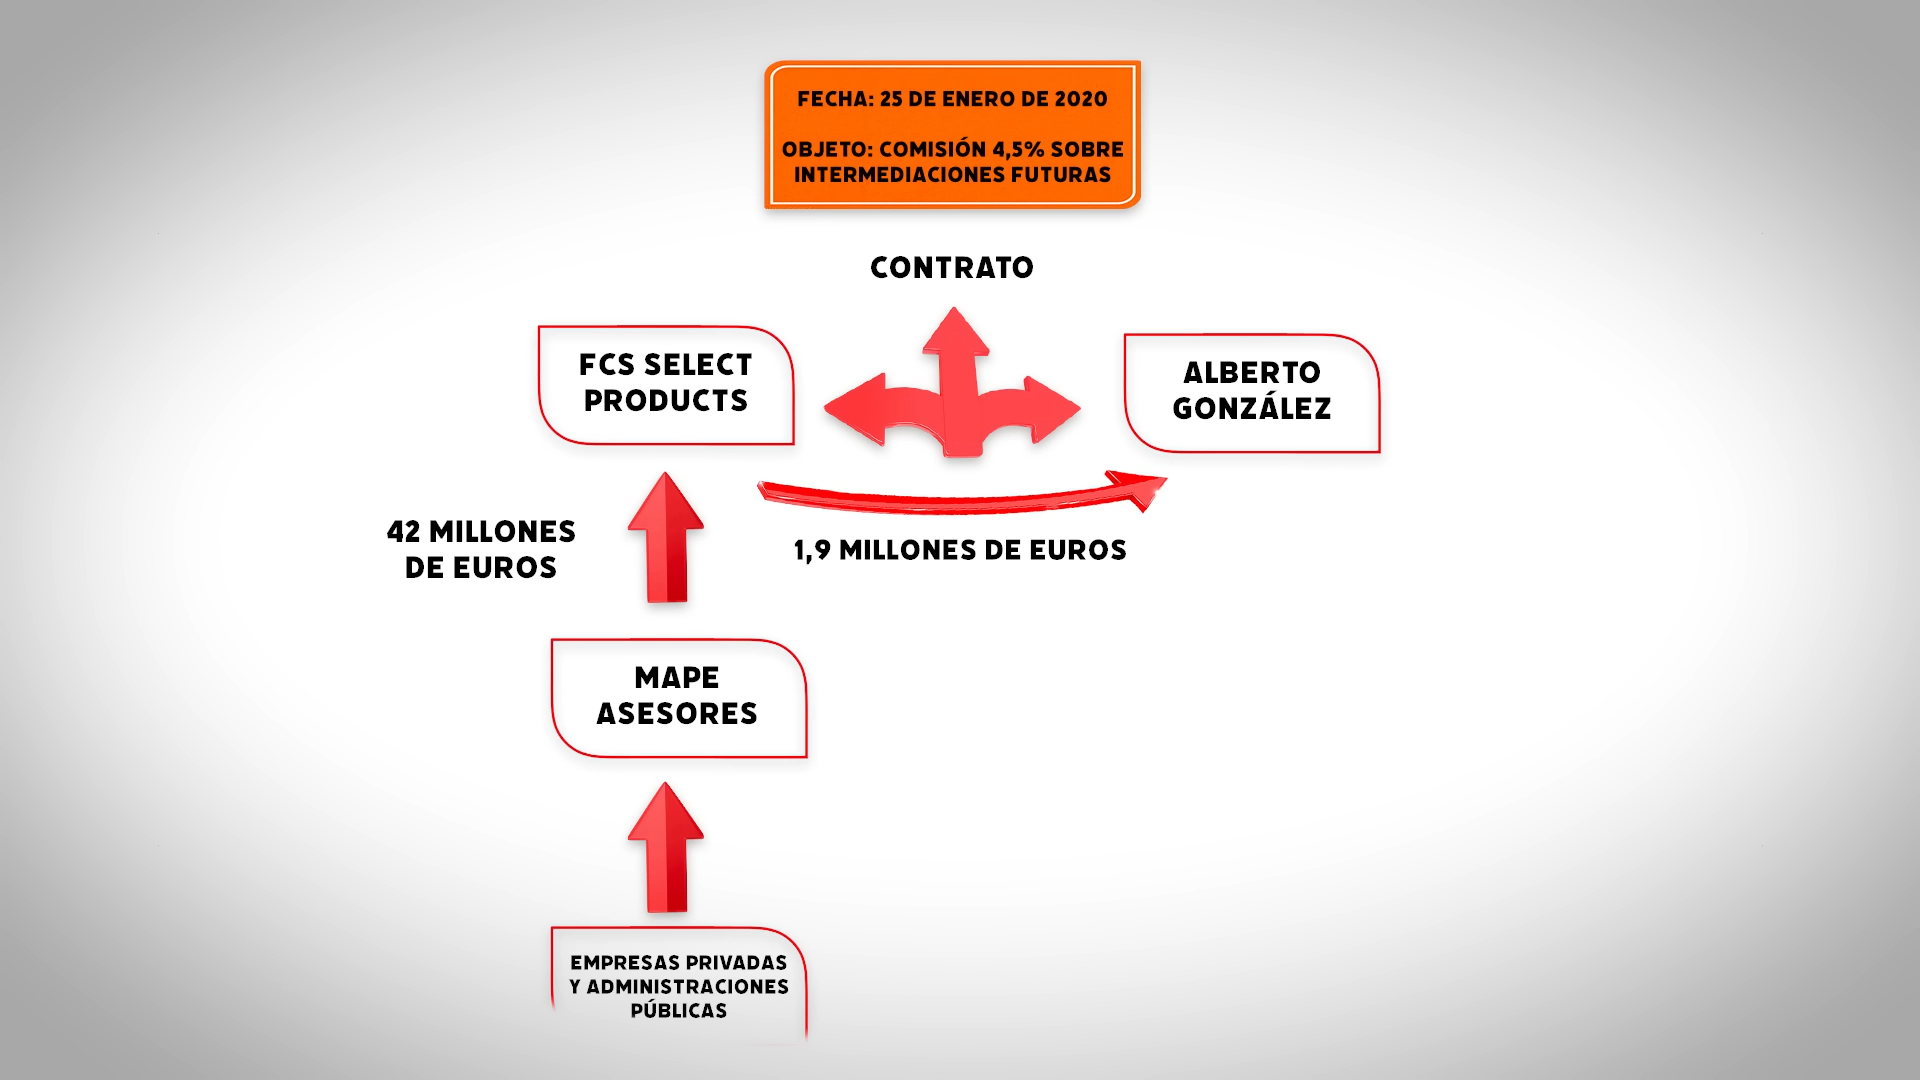 FECHA: 25 DE ENERO DE 2020
OBJETO: COMISIÓN 4,5% SOBRE
INTERMEDIACIONES FUTURAS
CONTRATO
FCS SELECT
PRODUCTS
ALBERTO
GONZÁLEZ
42 MILLONES
DE EUROS
1,9 MILLONES DE EUROS
MAPE
ASESORES
EMPRESAS PRIVADAS
Y ADMINISTRACIONES
PÚBLICAS